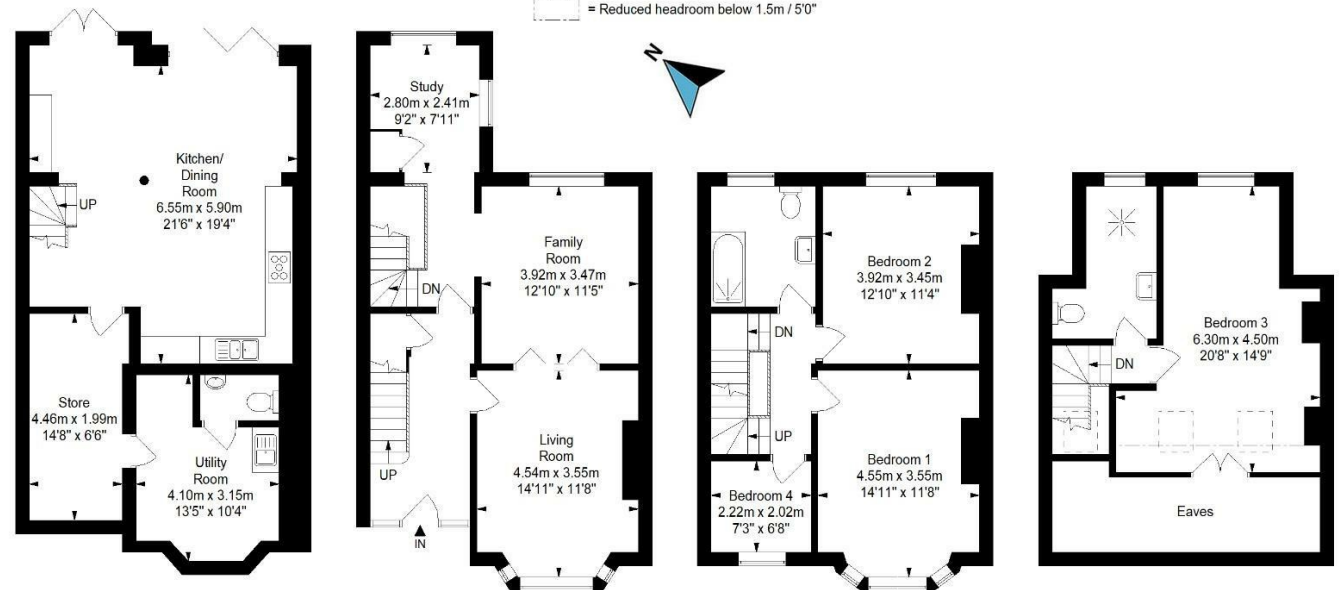 = Reduced headroom below 1.5m / 5'0"
N
Kitchen/
Dining
Room
6.55m x 5.90m
21'6" x 19'4"
UP
Store
4.46m x 1.99m
14'8" x 6'6"
Utility
Room
4.10m x 3.15m
13'5" x 10'4"
Study
2.80m x 2.41m
9'2" x 7'11"
Family
Room
3.92m x 3.47m
12'10" x 11'5"
DN
UP
Living
Room
4.54m x 3.55m
14'11" x 11'8"
IN
Bedroom 2
3.92m x 3.45m
12'10" x 11'4"
DN
UP
Bedroom 1
4.55m x 3.55m
14'11" x 11'8"
Bedroom 4
2.22m x 2.02m
7'3" x 6'8"
Bedroom 3
6.30m x 4.50m
20'8" x 14'9"
DN
Eaves